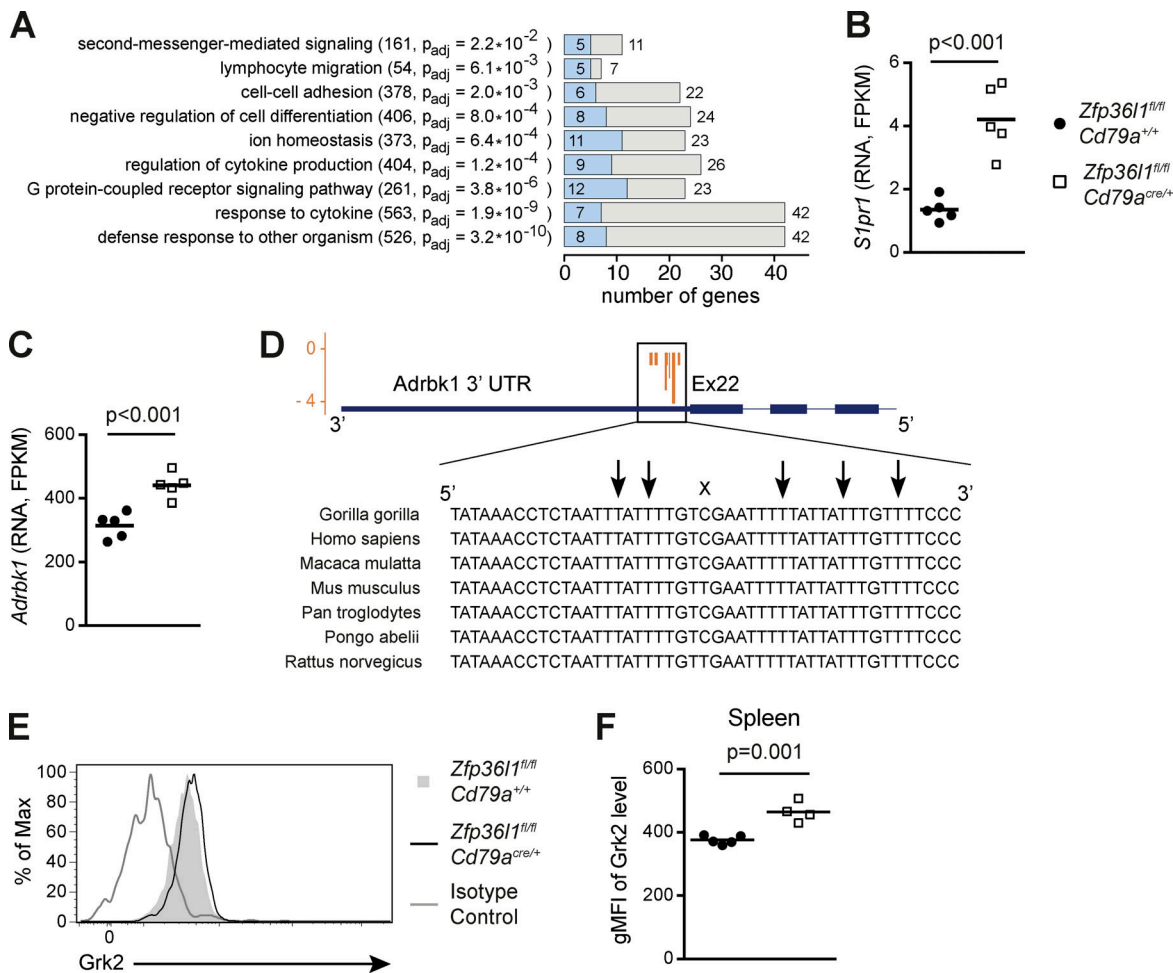 A
second-messenger-mediated signaling (161, padj = 2.2*10-2 ) 5 11
lymphocyte migration (54, padj = 6.1*10-3 ) 5 7
cell-cell adhesion (378, padj = 2.0*10-3 ) 6 22
negative regulation of cell differentiation (406, padj = 8.0*10-4 ) 8 24
ion homeostasis (373, padj = 6.4*10-4 ) 11 23
regulation of cytokine production (404, padj = 1.2*10-4 ) 9 26
G protein-coupled receptor signaling pathway (261, padj = 3.8*10-6 ) 12 23
response to cytokine (563, padj = 1.9*10-9 ) 7 42
defense response to other organism (526, padj = 3.2*10-10 ) 8 42
0 10 20 30 40
number of genes
B
p<0.001
S1pr1 (RNA, FPKM)
6
4
2
0
Zfp36l1fl/fl
Cd79a+/+
Zfp36l1fl/fl
Cd79acre/+
C
p<0.001
Adrbk1 (RNA, FPKM)
600
400
200
0
D
0
- 4
Adrbk1 3' UTR
Ex22
3' 5'
5' X 3'
Gorilla gorilla TATAAACCTCTAATTTATTTTGTCGAATTTTTATTATTTGTTTTCCC
Homo sapiens TATAAACCTCTAATTTATTTTGTCGAATTTTTATTATTTGTTTTCCC
Macaca mulatta TATAAACCTCTAATTTATTTTGTCGAATTTTTATTATTTGTTTTCCC
Mus musculus TATAAACCTCTAATTTATTTTGTTGAATTTTTATTATTTGTTTTCCC
Pan troglodytes TATAAACCTCTAATTTATTTTGTCGAATTTTTATTATTTGTTTTCCC
Pongo abelii TATAAACCTCTAATTTATTTTGTCGAATTTTTATTATTTGTTTTCCC
Rattus norvegicus TATAAACCTCTAATTTATTTTGTTGAATTTTTATTATTTGTTTTCCC
E
% of Max
100
80
60
40
20
0
0
Grk2
Zfp36l1fl/fl
Cd79a+/+
Zfp36l1fl/fl
Cd79acre/+
Isotype
Control
F
Spleen
p=0.001
gMFI of Grk2 level
600
400
200
0